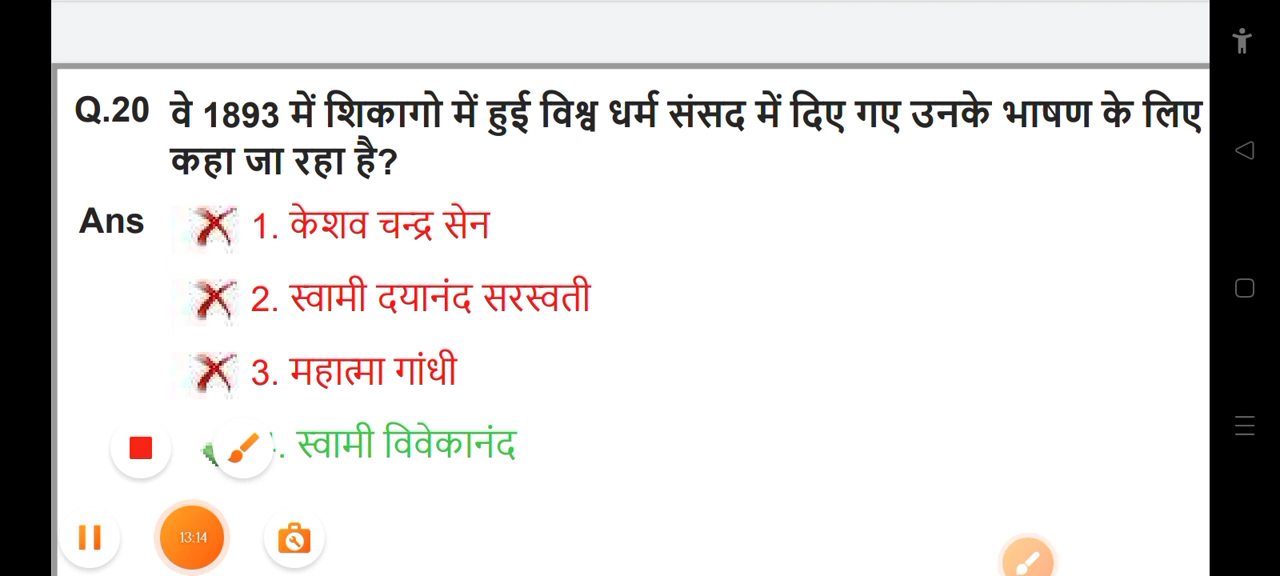 Q.20 वे 1893 में शिकागो में हुई विश्व धर्म संसद में दिए गए उनके भाषण के लिए
कहा जा रहा है?
Ans 1. केशव चन्द्र सेन
2. स्वामी दयानंद सरस्वती
3. महात्मा गांधी
. स्वामी विवेकानंद
13:14